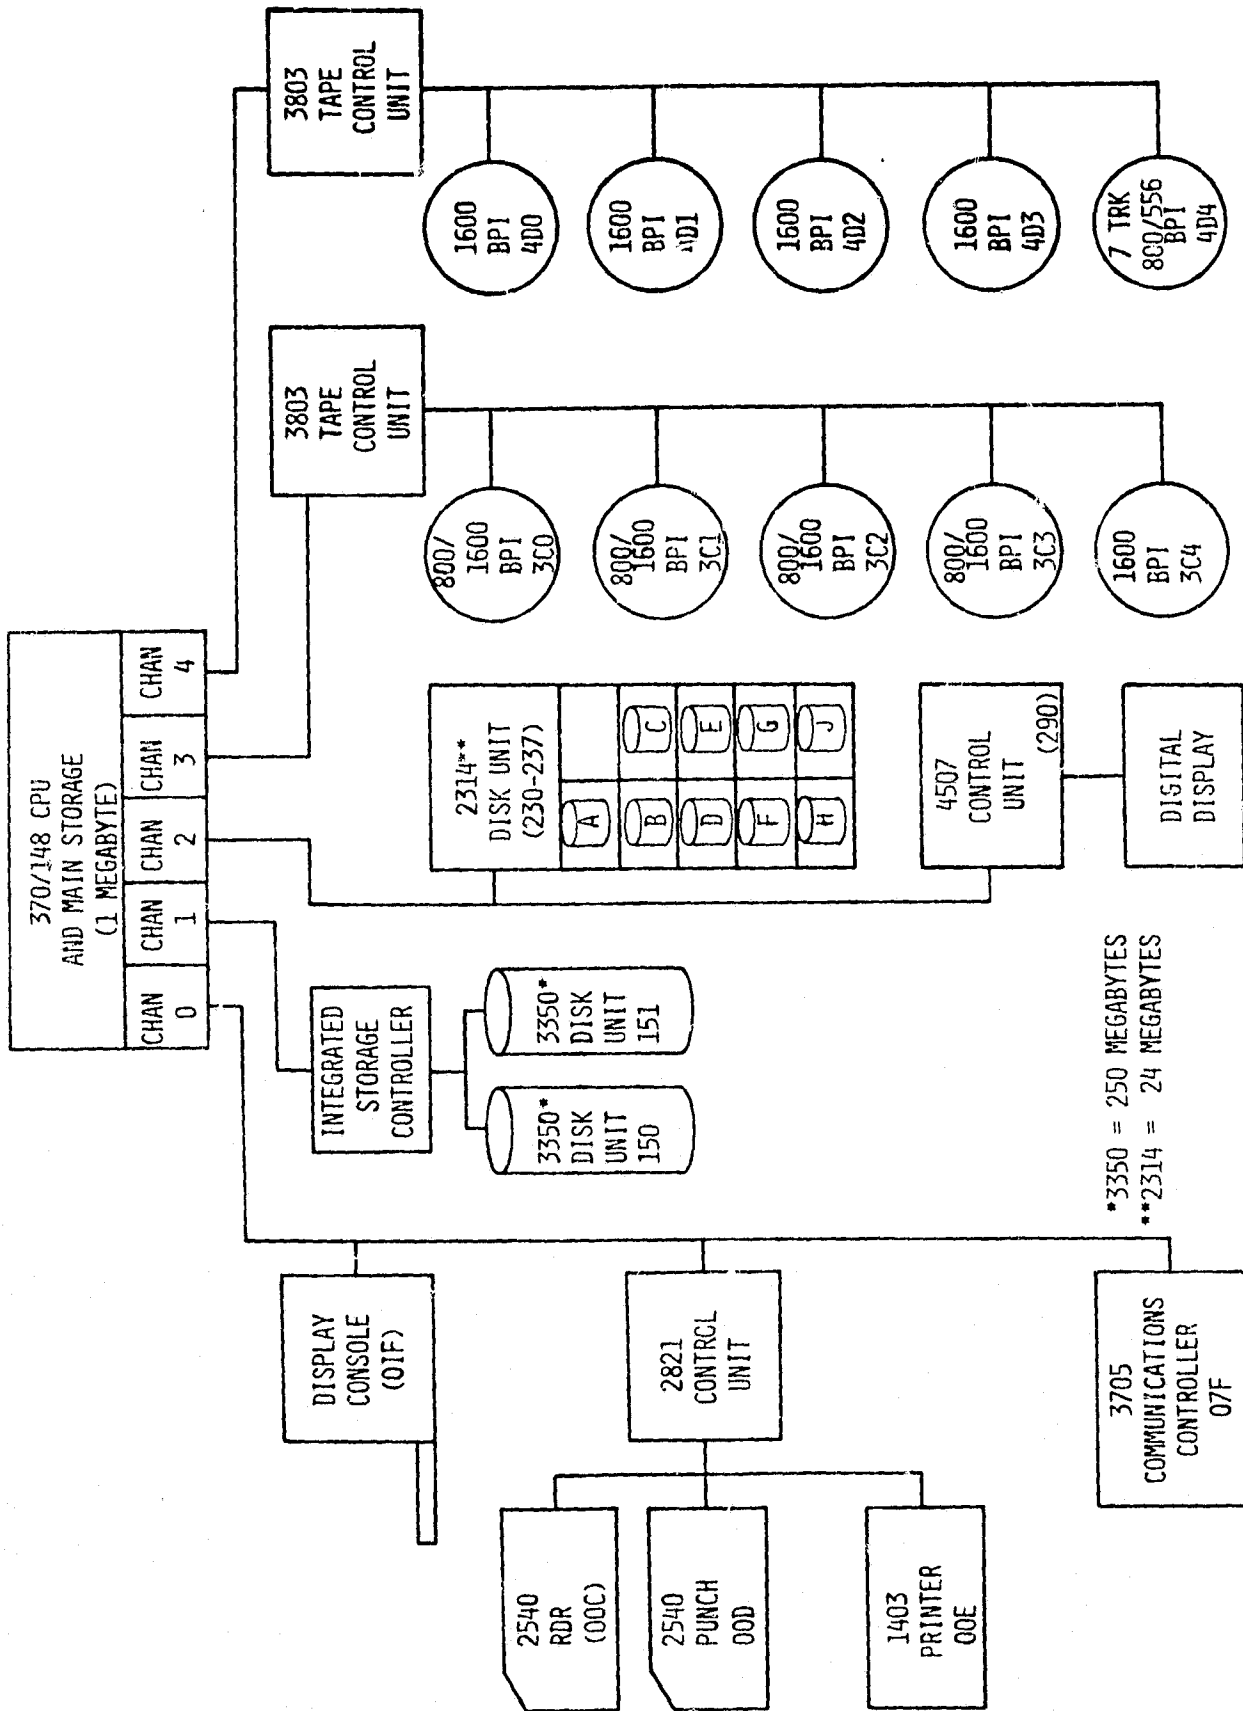 370/148 CPU
AND MAIN STORAGE
(1 MEGABYTE)
CHAN
0
CHAN
1
CHAN
2
CHAN
3
CHAN
4
DISPLAY
CONSOLE
(01F)
2821
CONTROL
UNIT
2540
RDR
(00C)
2540
PUNCH
00D
1403
PRINTER
00E
3705
COMMUNICATIONS
CONTROLLER
07F
INTEGRATED
STORAGE
CONTROLLER
3350*
DISK
UNIT
150
3350*
DISK
UNIT
151
*3350 = 250 MEGABYTES
**2314 = 24 MEGABYTES
2314**
DISK UNIT
(230-237)
A
B
C
D
E
F
G
H
J
4507
CONTROL
UNIT
(290)
DIGITAL
DISPLAY
3803
TAPE
CONTROL
UNIT
800/
1600
BPI
3C0
800/
1600
BPI
3C1
800/
1600
BPI
3C2
800/
1600
BPI
3C3
1600
BPI
3C4
3803
TAPE
CONTROL
UNIT
1600
BPI
4D0
1600
BPI
4D1
1600
BPI
4D2
1600
BPI
4D3
7 TRK
800/556
BPI
4D4